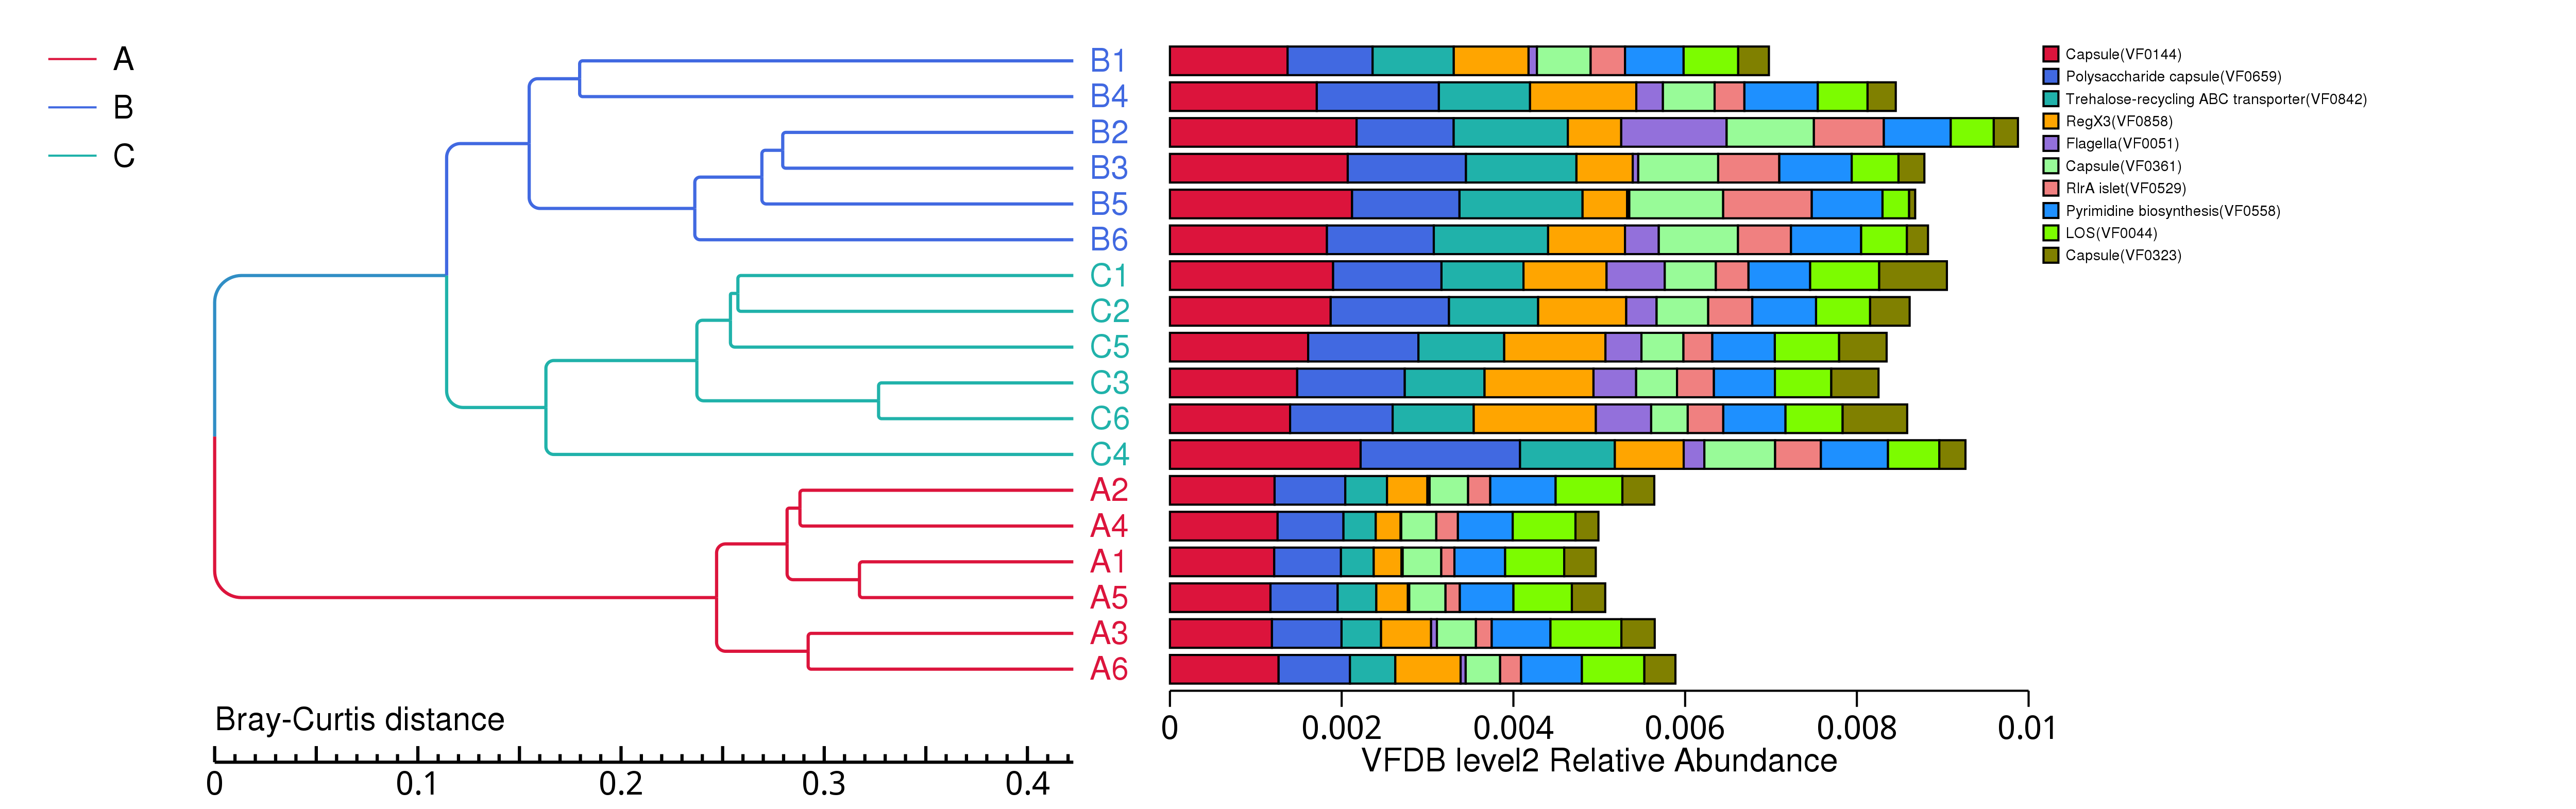 A
B
C
B1
B4
B2
B3
B5
B6
C1
C2
C5
C3
C6
C4
A2
A4
A1
A5
A3
A6
Bray-Curtis distance
0 0.1 0.2 0.3 0.4
0 0.002 0.004 0.006 0.008 0.01
VFDB level2 Relative Abundance
Capsule(VF0144)
Polysaccharide capsule(VF0659)
Trehalose-recycling ABC transporter(VF0842)
RegX3(VF0858)
Flagella(VF0051)
Capsule(VF0361)
RlrA islet(VF0529)
Pyrimidine biosynthesis(VF0558)
LOS(VF0044)
Capsule(VF0323)